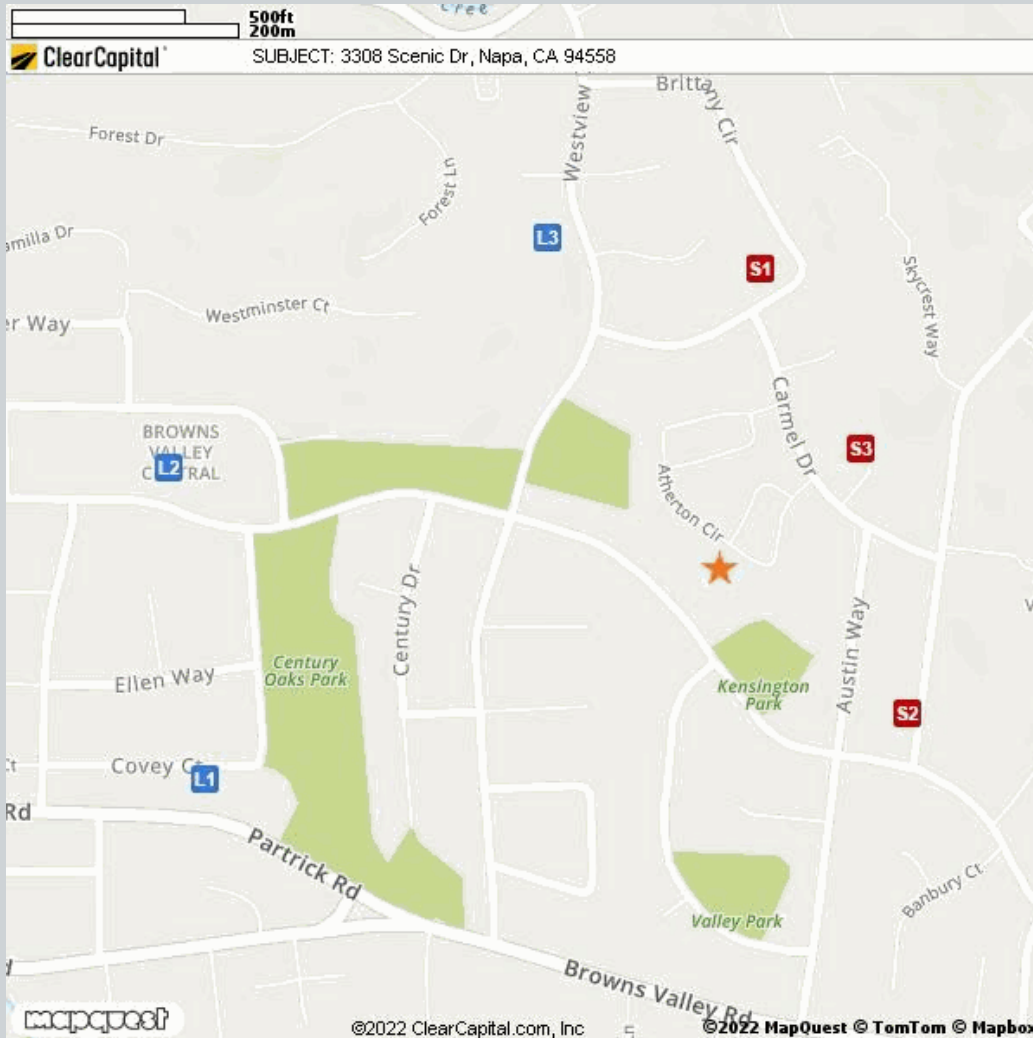 500ft
200m
ClearCapital
SUBJECT: 3308 Scenic Dr, Napa, CA 94558
Brittany Cir
Westview
Forest Dr
Forest Ln
L3
S1
Skycrest Way
Westminster Ct
Way
Carmel Dr
BROWNS
VALLEY
L2
S3
Atherton Cir
Century Dr
Century
Oaks Park
Ellen Way
Austin Way
Kensington
Park
S2
Covey
L1
Rd
Partrick Rd
Banbury Ct
Valley Park
Browns Valley Rd
mapquest
©2022 ClearCapital.com, Inc
©2022 MapQuest © TomTom © Mapbox